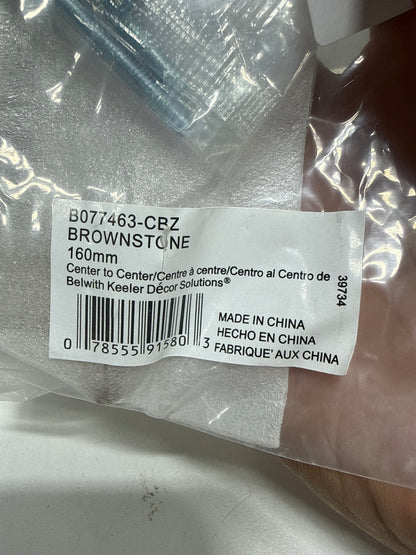 B077463-CBZ
BROWNSTONE
160mm
Center to Center/Centre à centre/Centro al Centro de
Belwith Keeler Décor Solutions®
39734
0 78555 91580 3
MADE IN CHINA
HECHO EN CHINA
FABRIQUE' AUX CHINA